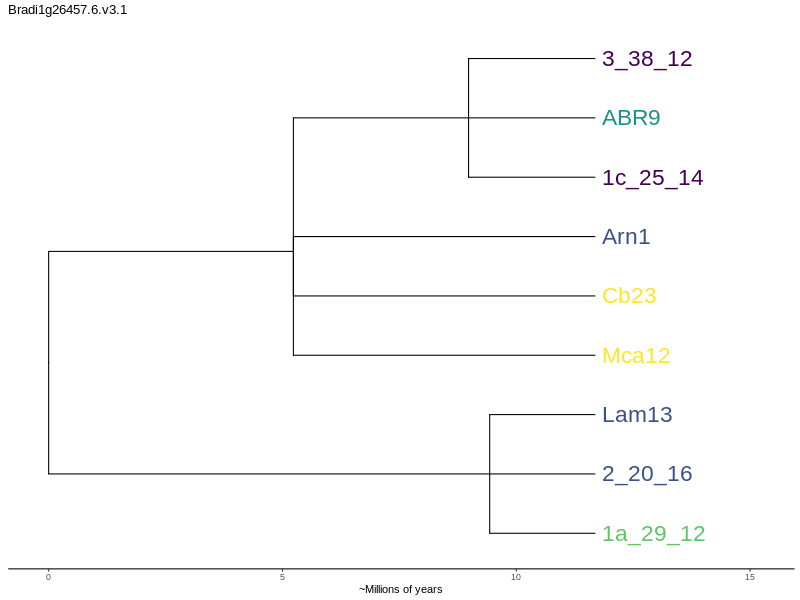 Bradi1g26457.6.v3.1
3_38_12
ABR9
1c_25_14
Arn1
Cb23
Mca12
Lam13
2_20_16
1a_29_12
0 5 10 15
~Millions of years